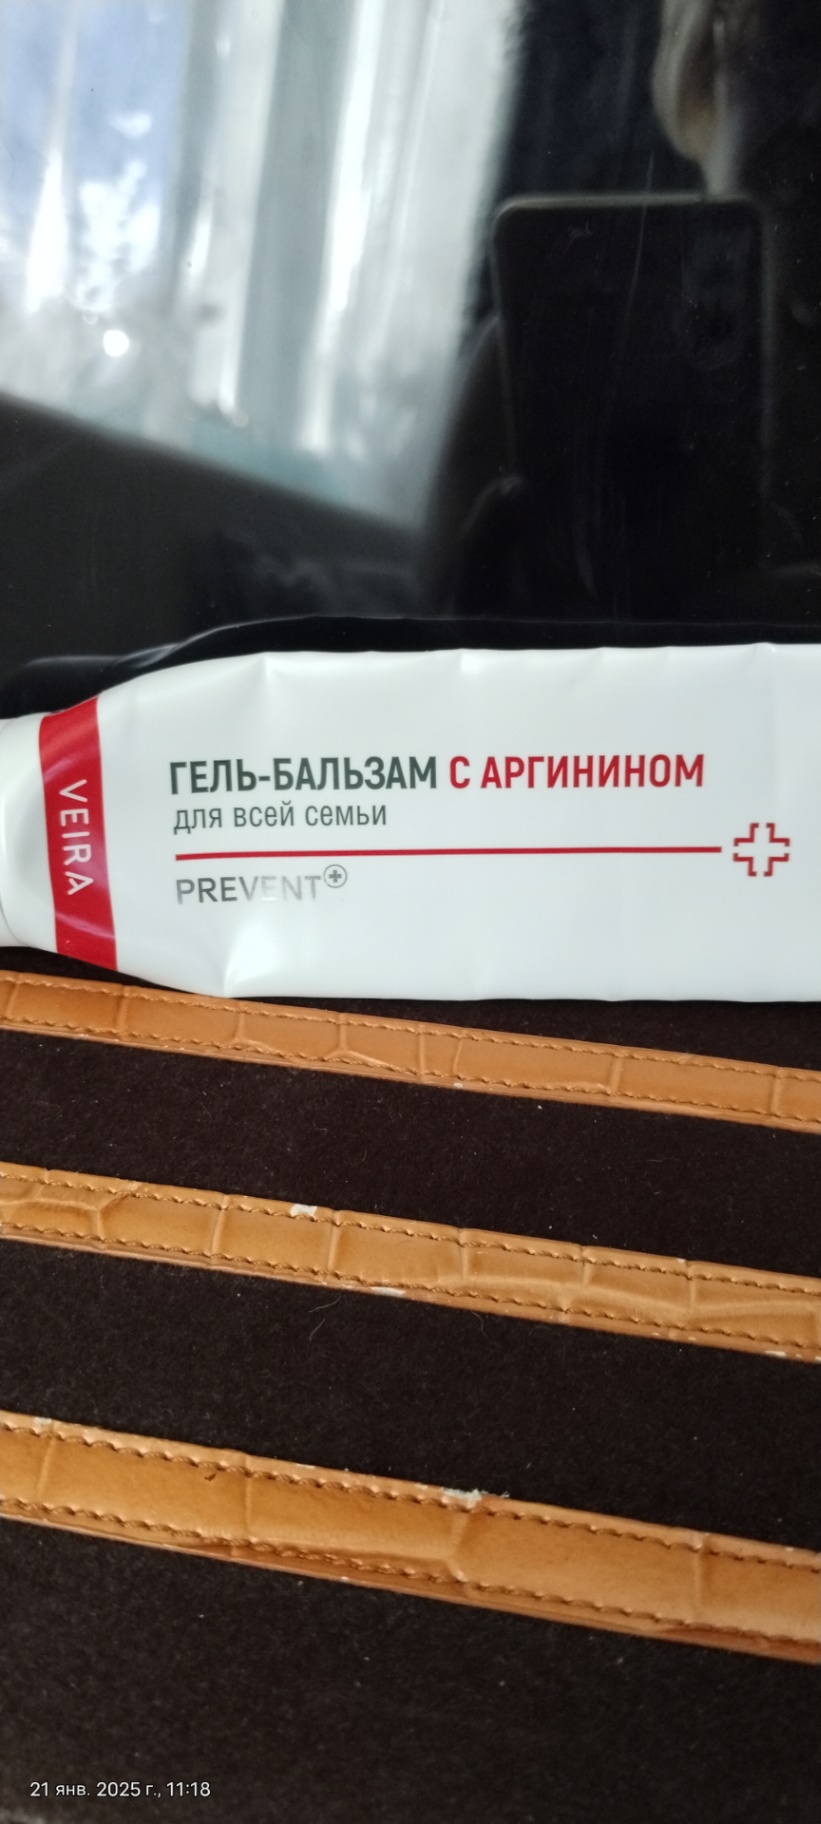 VEIRA
ГЕЛЬ-БАЛЬЗАМ С АРГИНИНОМ
для всей семьи
PREVENT
21 янв. 2025 г., 11:18